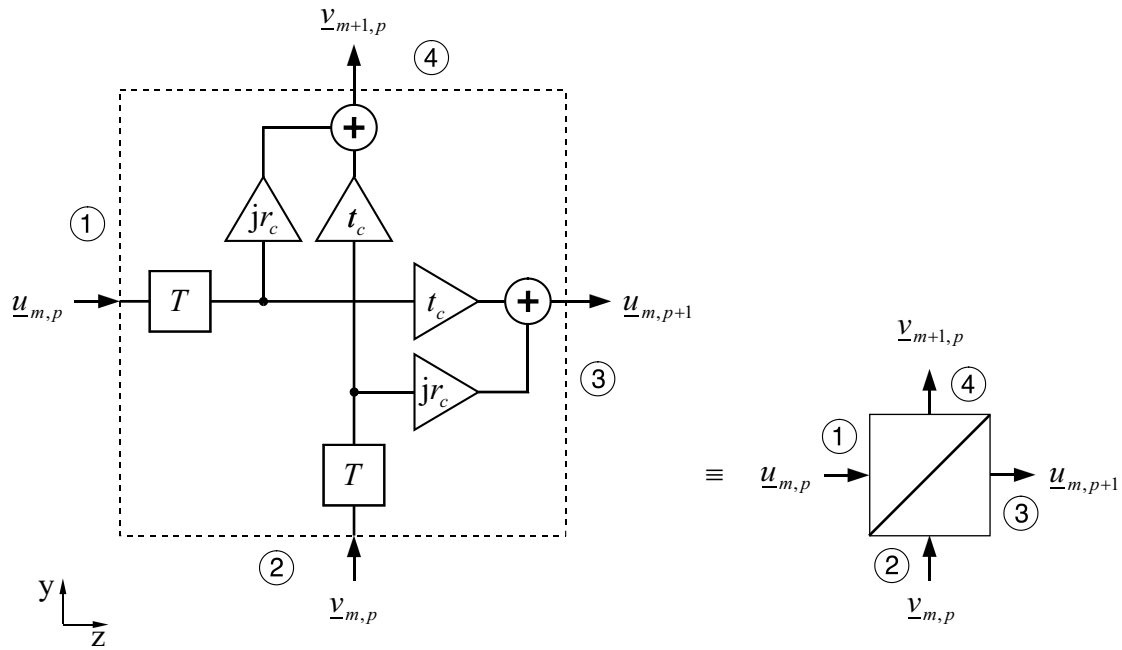 v_{m+1,p}
④
+
①
jr_c
t_c
u_{m,p}
T
t_c
+
u_{m,p+1}
jr_c
③
T
②
v_{m,p}
y
z
v_{m+1,p}
④
①
≡
u_{m,p}
u_{m,p+1}
③
②
v_{m,p}